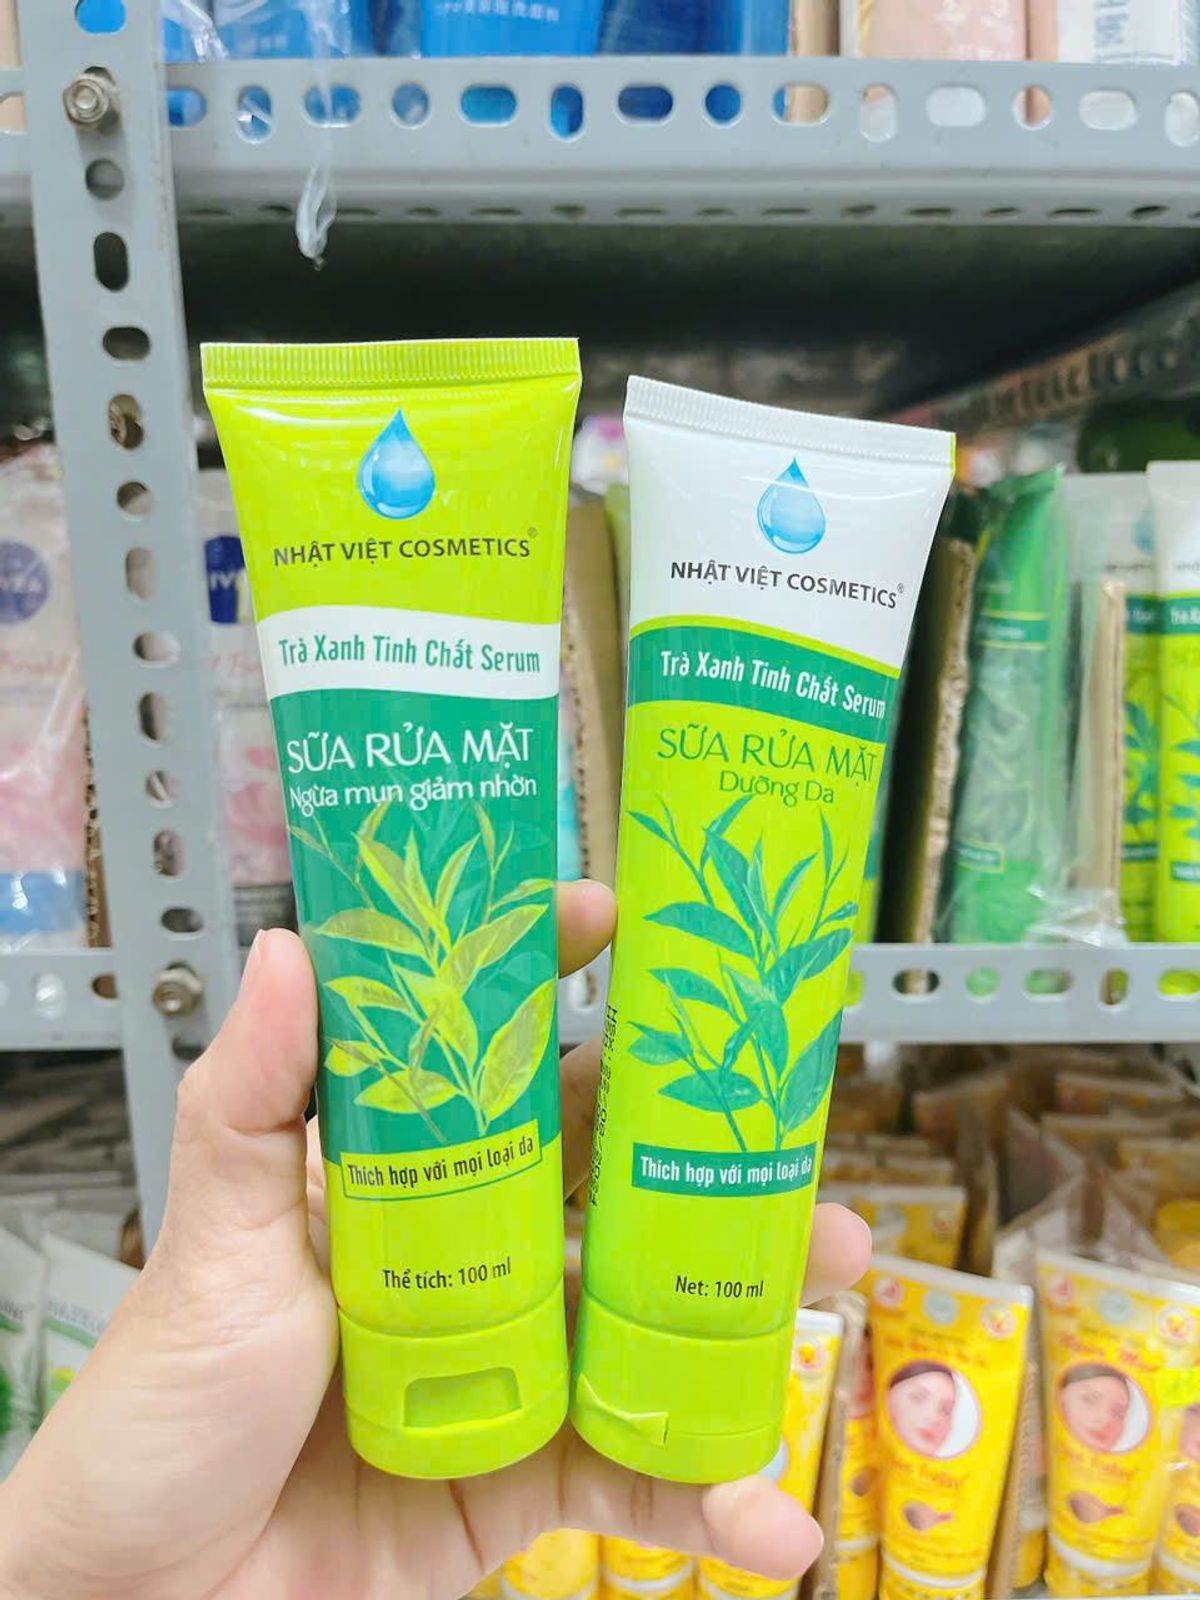 NHẬT VIỆT COSMETICS®
Trà Xanh Tinh Chất Serum
SỮA RỬA MẶT
Ngừa mụn giảm nhờn
Thích hợp với mọi loại da
Thể tích: 100 ml
NHẬT VIỆT COSMETICS®
Trà Xanh Tinh Chất Serum
SỮA RỬA MẶT
Dưỡng Da
Thích hợp với mọi loại da
Net: 100 ml